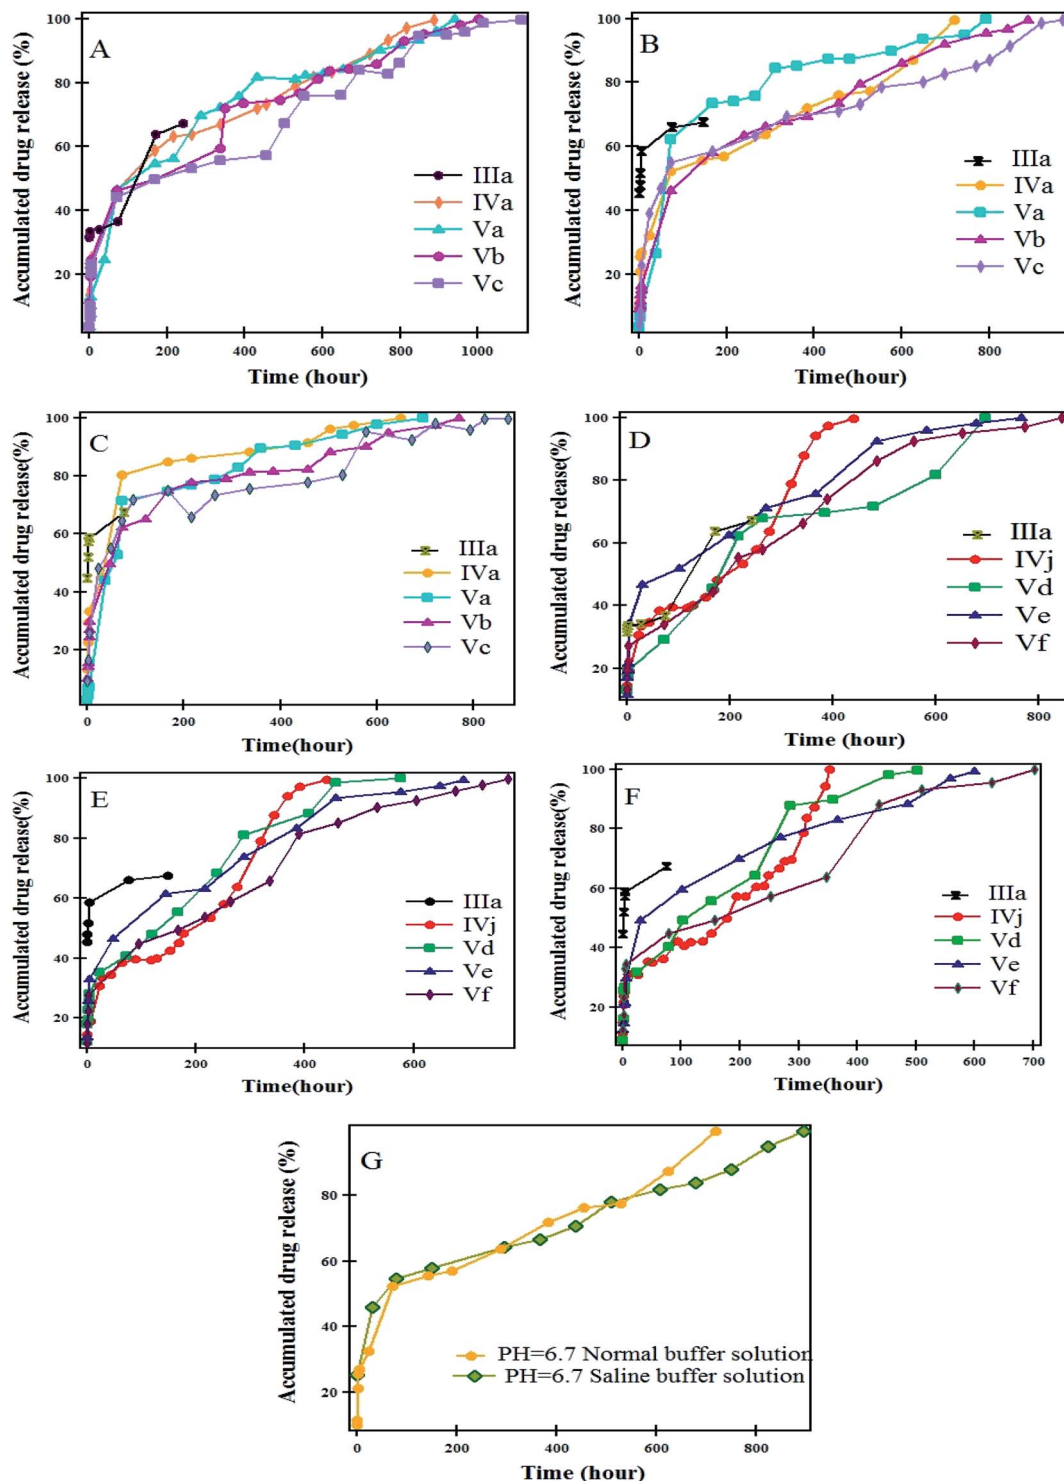 A
Accumulated drug release (%)
100
80
60
40
20
IIIa
IVa
Va
Vb
Vc
0 200 400 600 800 1000
Time (hour)
B
Accumulated drug release (%)
100
80
60
40
20
IIIa
IVa
Va
Vb
Vc
0 200 400 600 800
Time(hour)
C
Accumulated drug release(%)
100
80
60
40
20
IIIa
IVa
Va
Vb
Vc
0 200 400 600 800
Time(hour)
D
Accumulated drug release(%)
100
80
60
40
20
IIIa
IVj
Vd
Ve
Vf
0 200 400 600 800
Time (hour)
E
Accumulated drug release(%)
100
80
60
40
20
IIIa
IVj
Vd
Ve
Vf
0 200 400 600
Time(hour)
F
Accumulated drug release(%)
100
80
60
40
20
IIIa
IVj
Vd
Ve
Vf
0 100 200 300 400 500 600 700
Time(hour)
G
Accumulated drug release (%)
80
60
40
20
PH=6.7 Normal buffer solution
PH=6.7 Saline buffer solution
0 200 400 600 800
Time (hour)